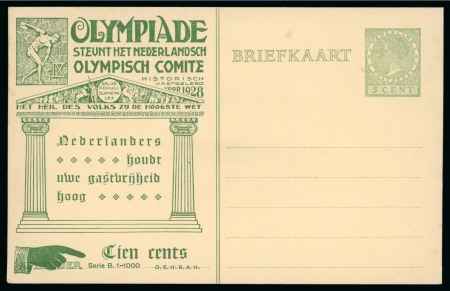 OLYMPIADE
STEUNT HET NEDERLANDSCH
OLYMPISCH COMITE
HISTORISCH
VASTGELEGD
VOOR 1928
HET HEIL DES VOLKS ZY DE HOOGSTE WET
Nederlanders
houdt
uwe gastvrijheid
hoog
Tien cents
Serie B. 1-1000
O. S. H. B. A. H.
BRIEFKAART
5 CENT